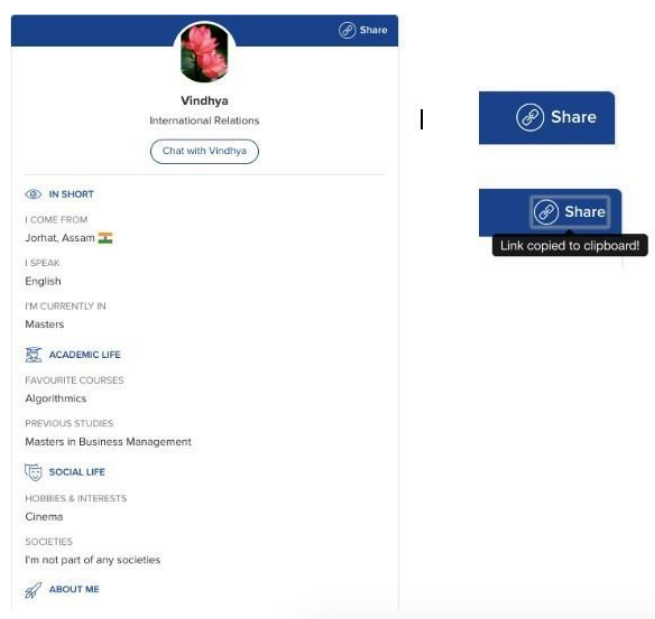 Share
Vindhya
International Relations
Chat with Vindhya
IN SHORT
I COME FROM
Jorhat, Assam
I SPEAK
English
I'M CURRENTLY IN
Masters
ACADEMIC LIFE
FAVOURITE COURSES
Algorithmics
PREVIOUS STUDIES
Masters in Business Management
SOCIAL LIFE
HOBBIES & INTERESTS
Cinema
SOCIETIES
I'm not part of any societies
ABOUT ME
Share
Share
Link copied to clipboard!